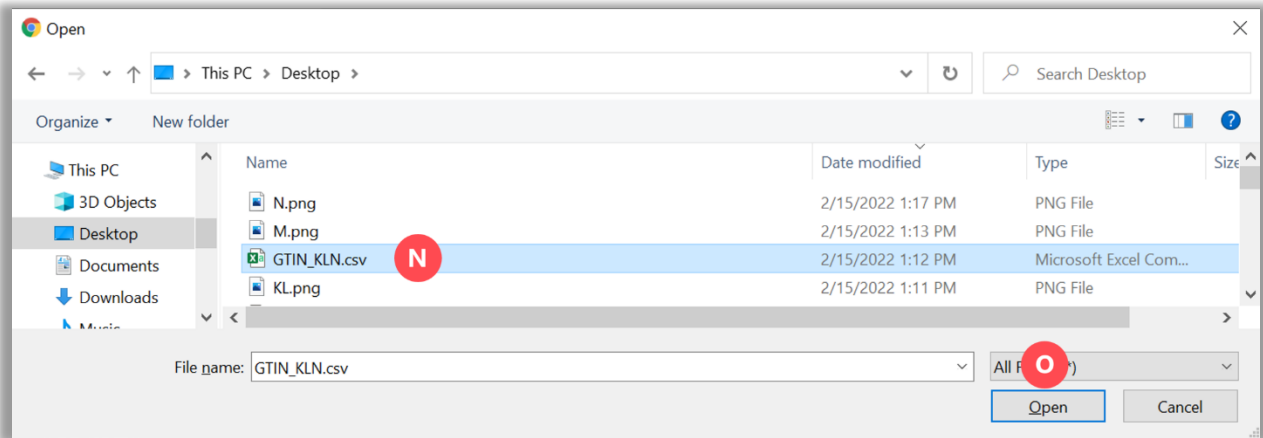 Open
This PC > Desktop >
Search Desktop
Organize
New folder
Name Date modified Type Size
This PC
3D Objects
Desktop
Documents
Downloads
Music
N.png 2/15/2022 1:17 PM PNG File
M.png 2/15/2022 1:13 PM PNG File
GTIN_KLN.csv N 2/15/2022 1:12 PM Microsoft Excel Com...
KL.png 2/15/2022 1:11 PM PNG File
File name: GTIN_KLN.csv
All O
Open Cancel